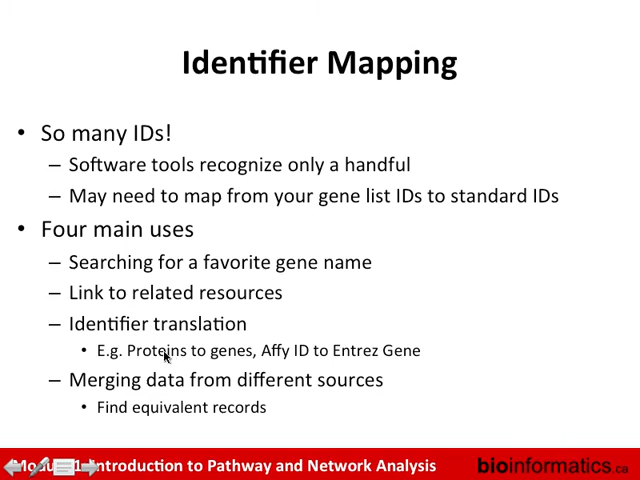 Identifier Mapping
• So many IDs!
– Software tools recognize only a handful
– May need to map from your gene list IDs to standard IDs
• Four main uses
– Searching for a favorite gene name
– Link to related resources
– Identifier translation
• E.g. Proteins to genes, Affy ID to Entrez Gene
– Merging data from different sources
• Find equivalent records
Introduction to Pathway and Network Analysis
bioinformatics.ca